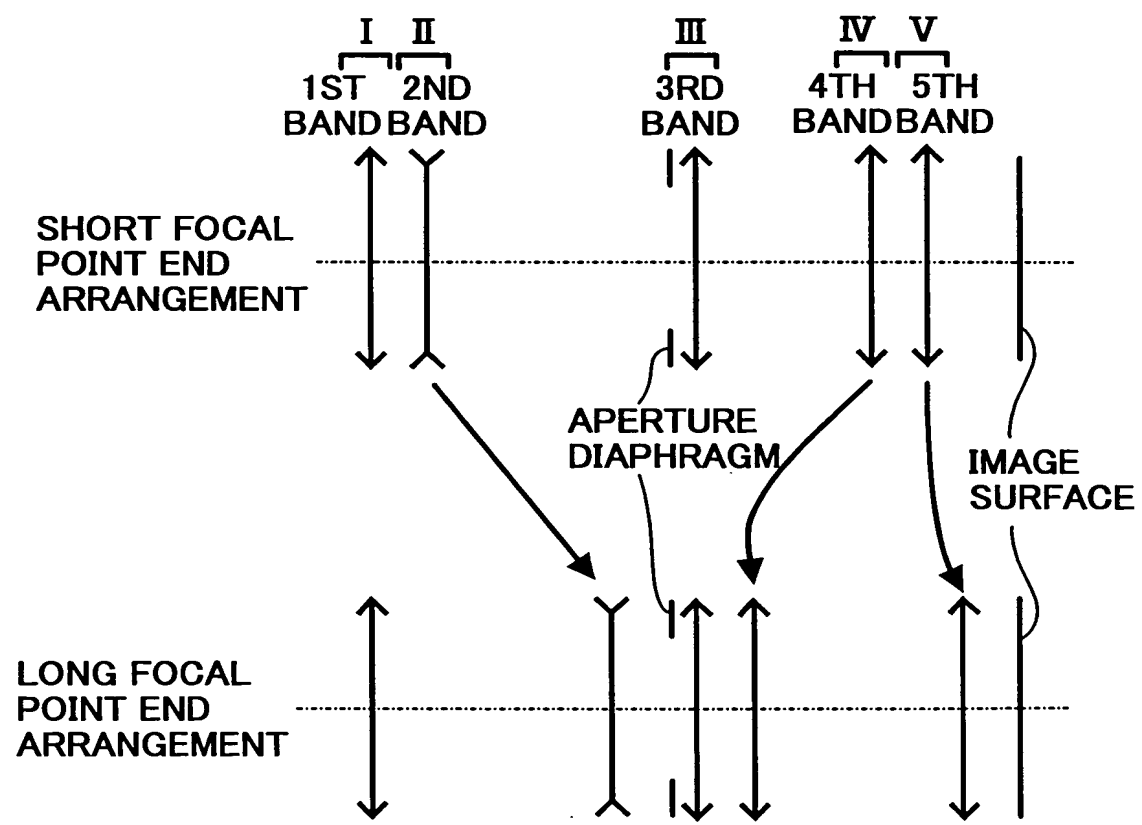 I II III IV V
1ST 2ND 3RD 4TH 5TH
BAND BAND BAND BAND BAND
SHORT FOCAL
POINT END
ARRANGEMENT
APERTURE
DIAPHRAGM
IMAGE
SURFACE
LONG FOCAL
POINT END
ARRANGEMENT